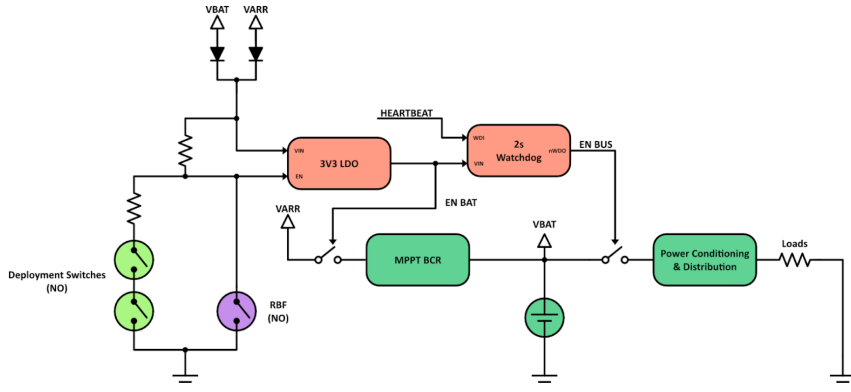 VBAT VARR
HEARTBEAT
WDI
2s
Watchdog
nWDO
VIN
EN BUS
VIN
3V3 LDO
EN
EN BAT
VARR
VBAT
MPPT BCR
Power Conditioning
& Distribution
Loads
Deployment Switches
(NO)
RBF
(NO)